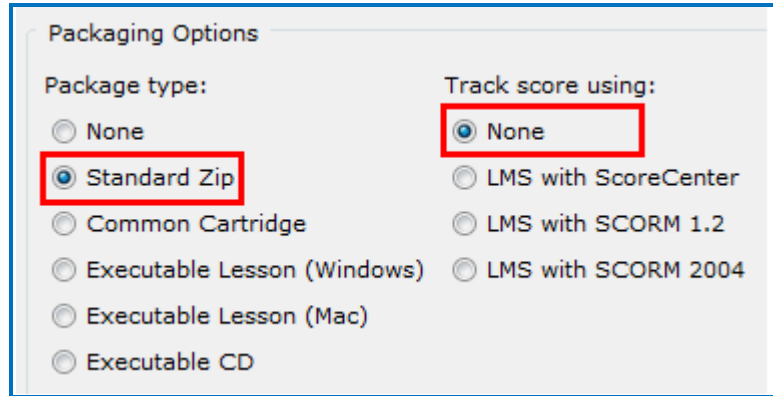 Packaging Options
Package type:
None
Standard Zip
Common Cartridge
Executable Lesson (Windows)
Executable Lesson (Mac)
Executable CD
Track score using:
None
LMS with ScoreCenter
LMS with SCORM 1.2
LMS with SCORM 2004